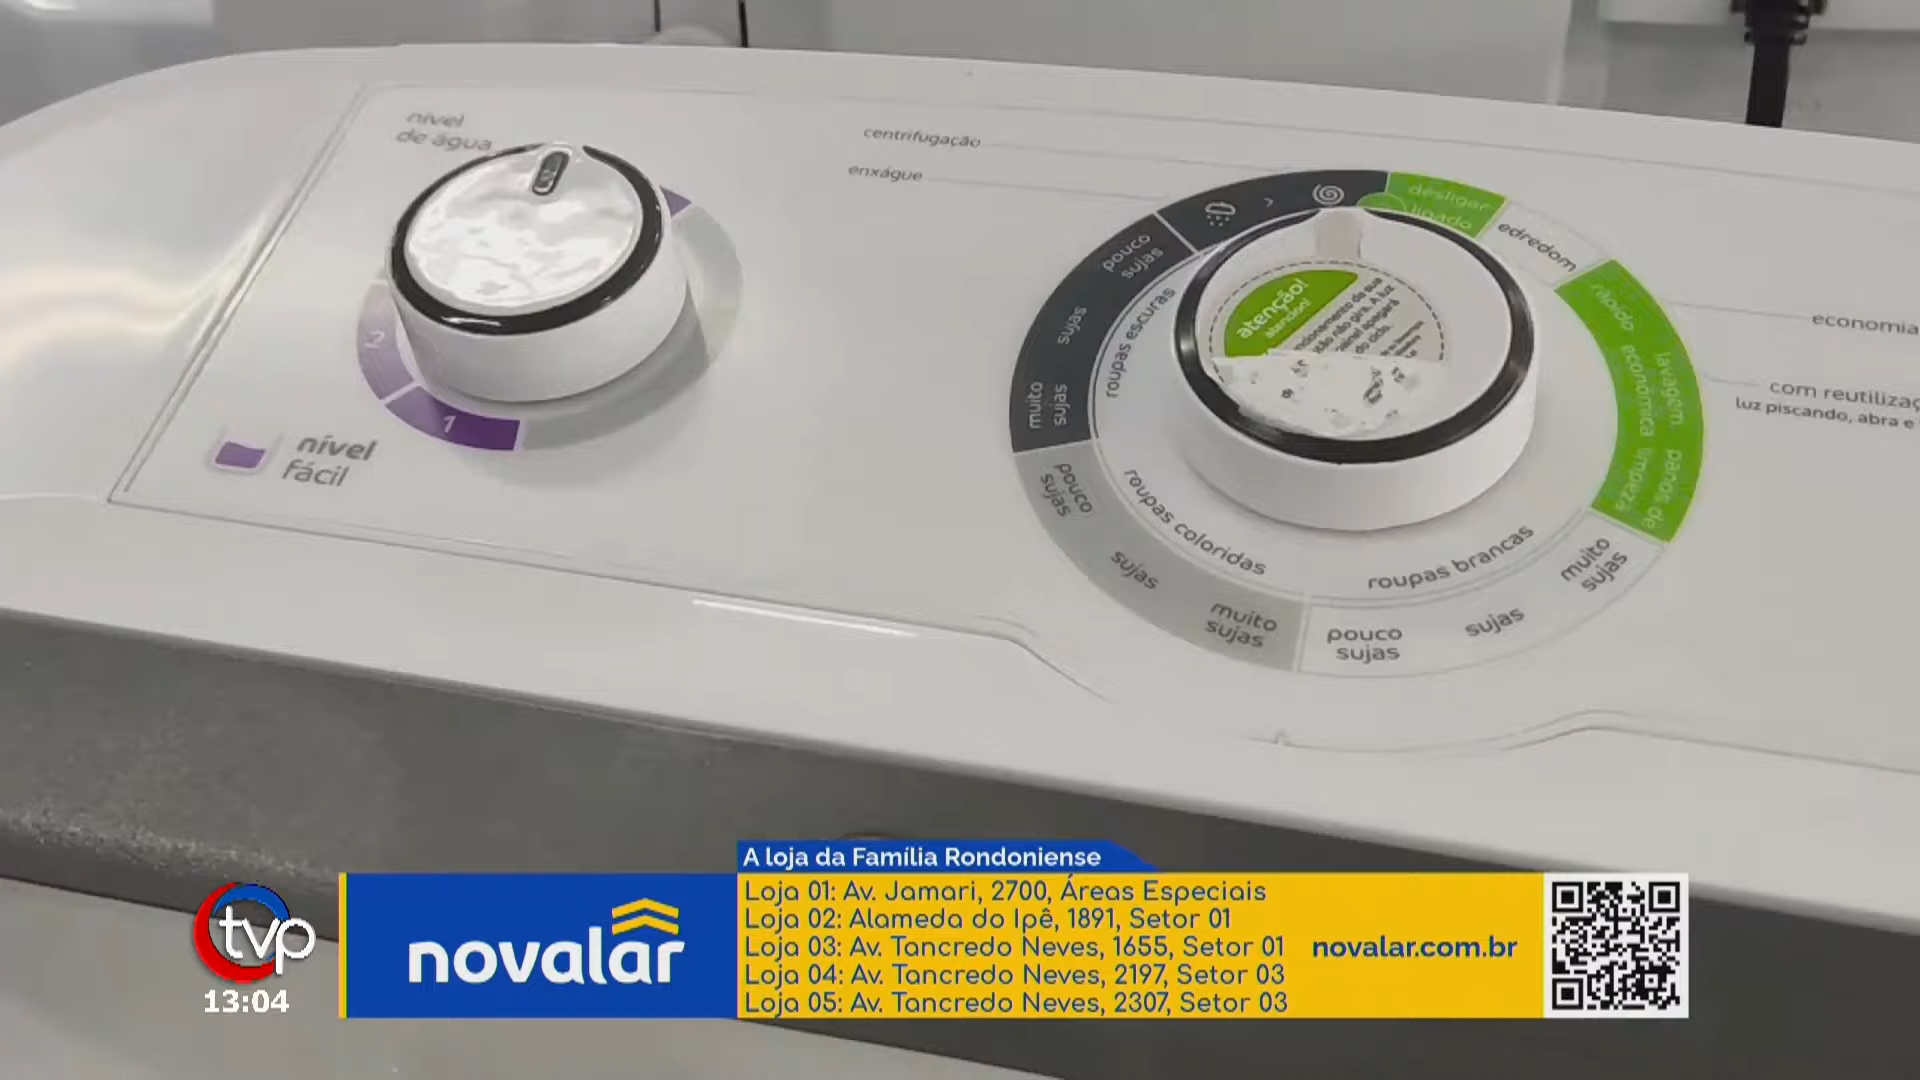 nível
de água
2
1
nível
fácil
centrifugação
enxágue
desligar
ligado
edredom
rápido
lavagem
econômica
panos de
limpeza
economia
com reutilizaç
luz piscando, abra e
pouco
sujas
sujas
muito
sujas
roupas escuras
pouco
sujas
sujas
muito
sujas
roupas coloridas
roupas brancas
pouco
sujas
sujas
muito
sujas
atenção!
A loja da Família Rondoniense
Loja 01: Av. Jamari, 2700, Áreas Especiais
Loja 02: Alameda do Ipê, 1891, Setor 01
Loja 03: Av. Tancredo Neves, 1655, Setor 01
Loja 04: Av. Tancredo Neves, 2197, Setor 03
Loja 05: Av. Tancredo Neves, 2307, Setor 03
novalar
novalar.com.br
tvp
13:04